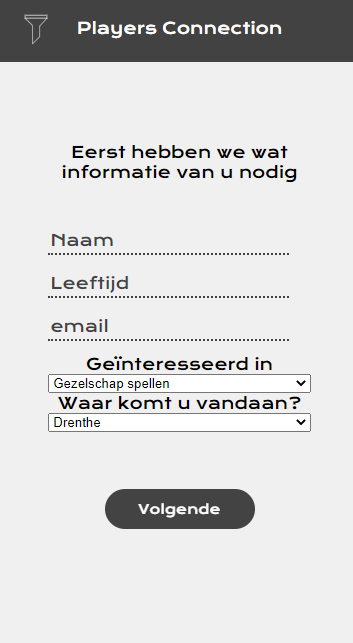 Players Connection
Eerst hebben we wat
informatie van u nodig
Naam
Leeftijd
email
Geïnteresseerd in
Gezelschap spellen
Waar komt u vandaan?
Drenthe
Volgende